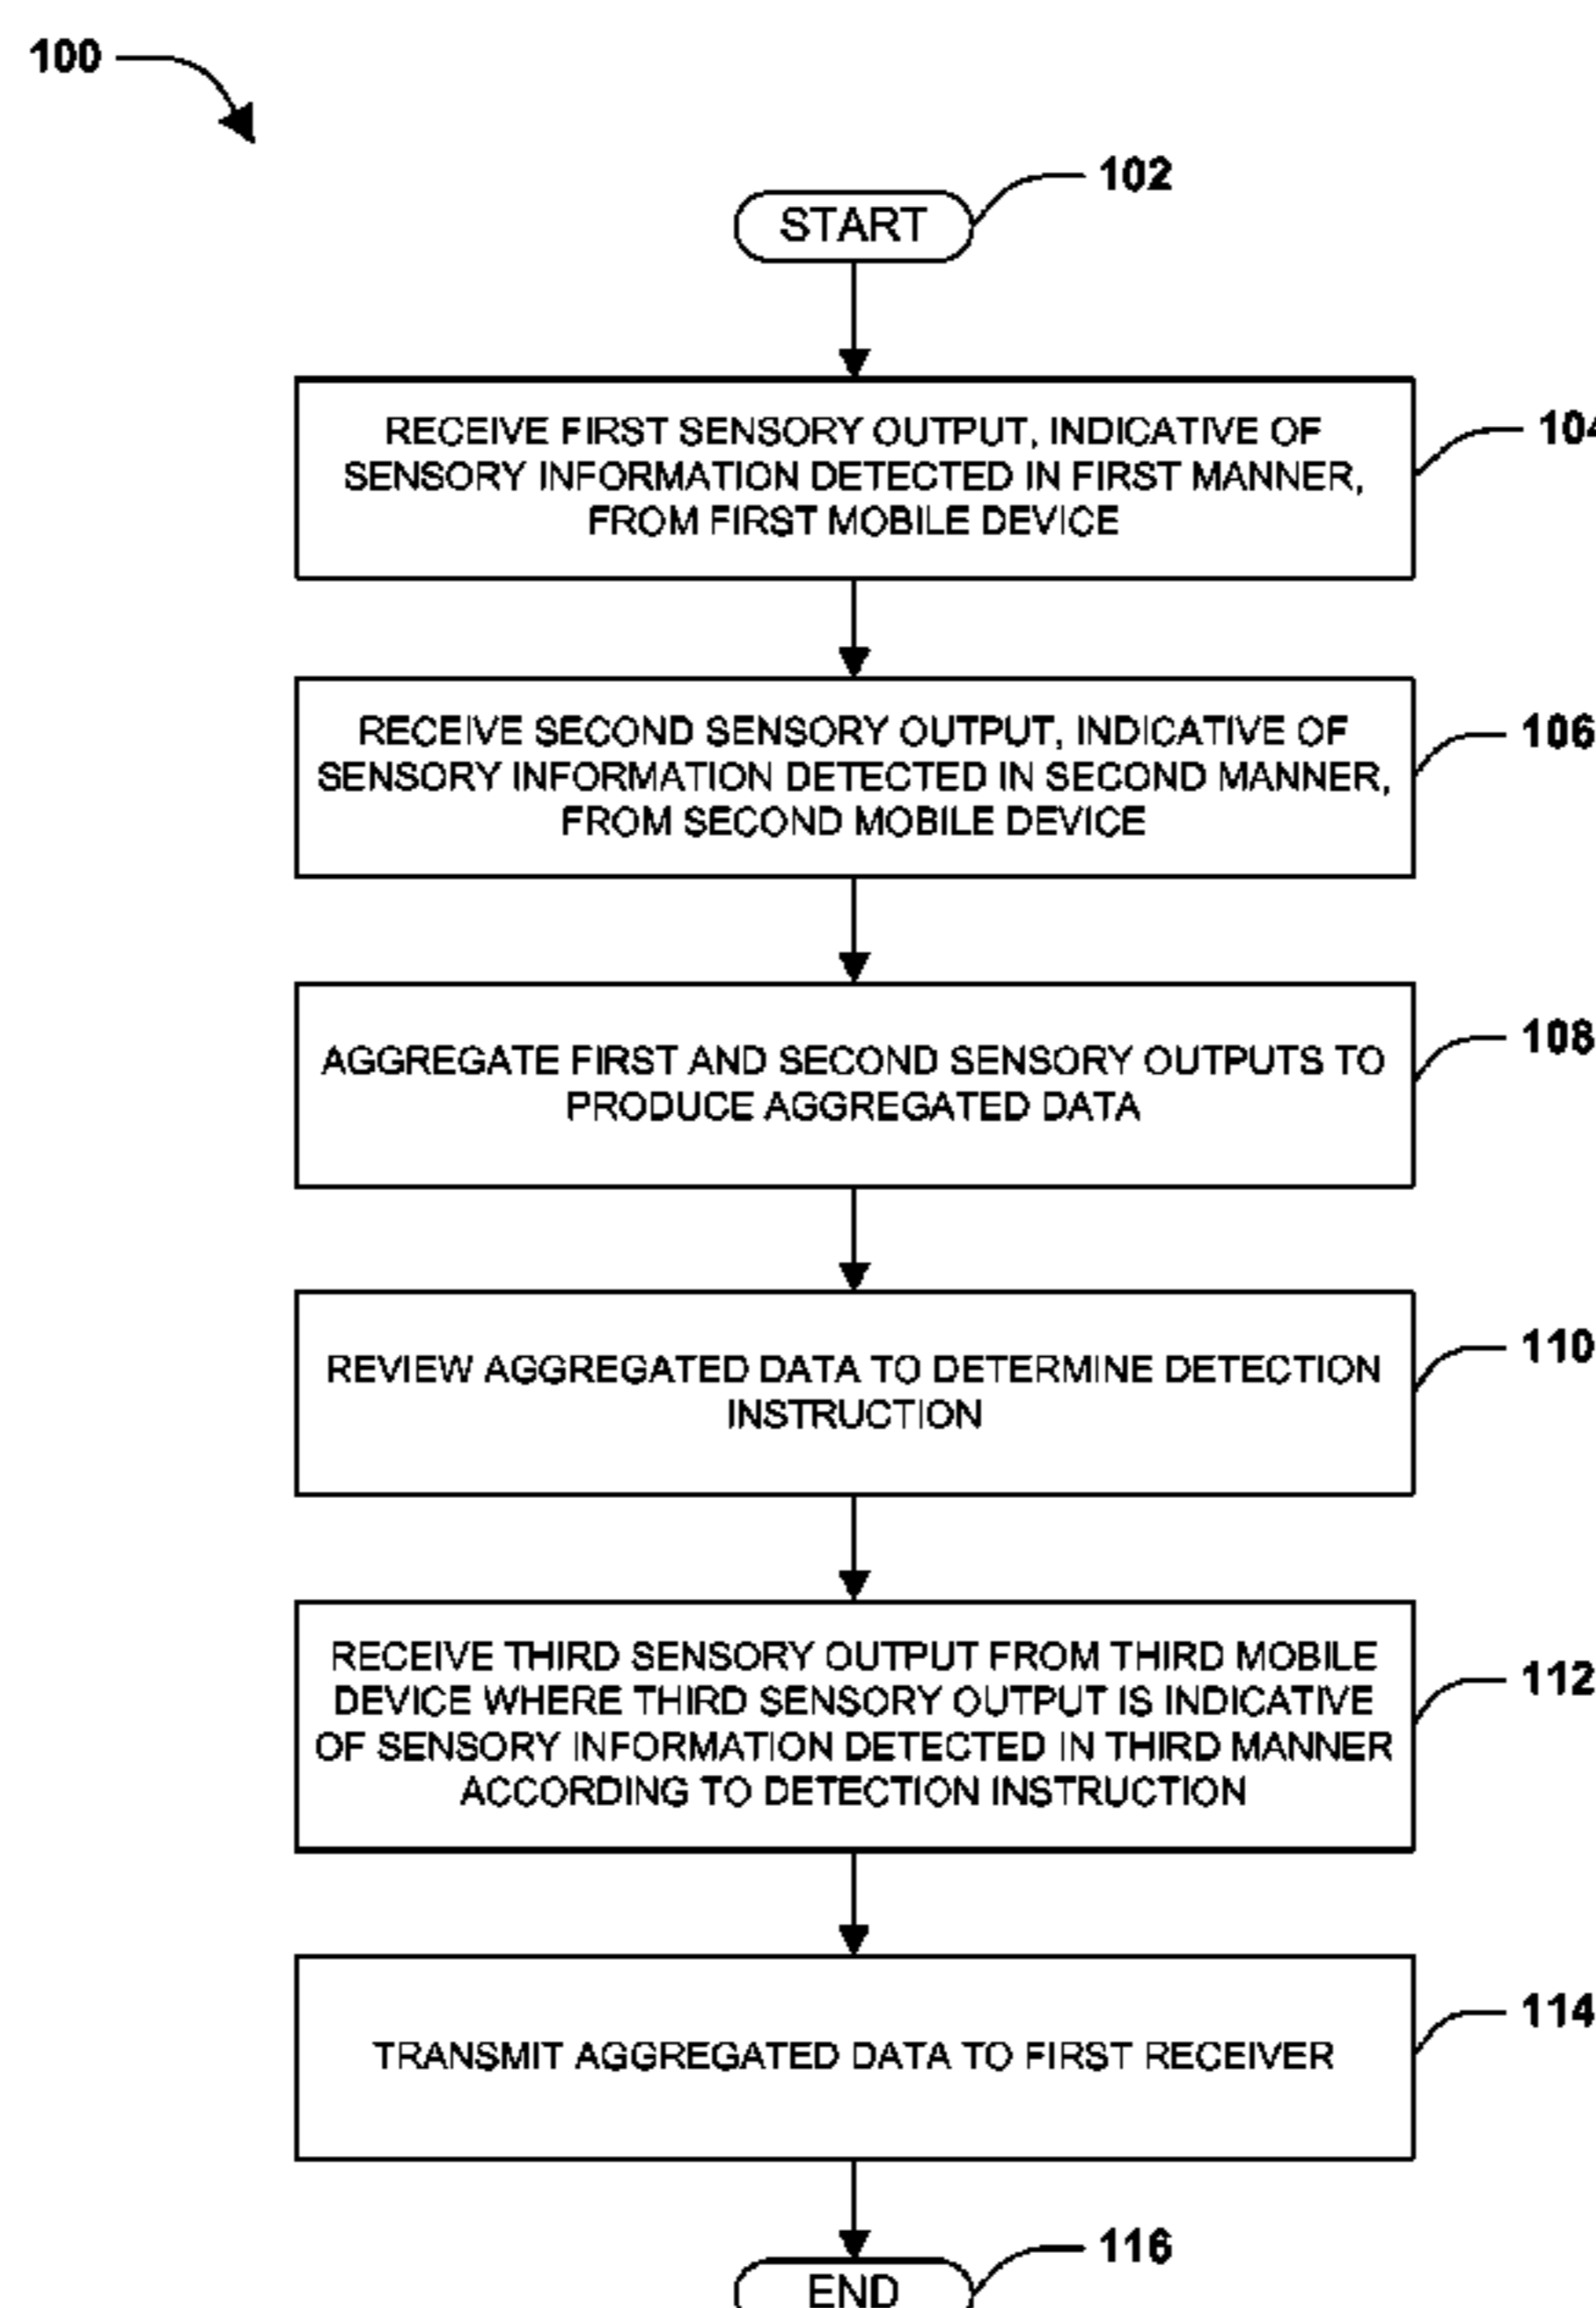 100
102
START
RECEIVE FIRST SENSORY OUTPUT, INDICATIVE OF
SENSORY INFORMATION DETECTED IN FIRST MANNER,
FROM FIRST MOBILE DEVICE
104
RECEIVE SECOND SENSORY OUTPUT, INDICATIVE OF
SENSORY INFORMATION DETECTED IN SECOND MANNER,
FROM SECOND MOBILE DEVICE
106
AGGREGATE FIRST AND SECOND SENSORY OUTPUTS TO
PRODUCE AGGREGATED DATA
108
REVIEW AGGREGATED DATA TO DETERMINE DETECTION
INSTRUCTION
110
RECEIVE THIRD SENSORY OUTPUT FROM THIRD MOBILE
DEVICE WHERE THIRD SENSORY OUTPUT IS INDICATIVE
OF SENSORY INFORMATION DETECTED IN THIRD MANNER
ACCORDING TO DETECTION INSTRUCTION
112
TRANSMIT AGGREGATED DATA TO FIRST RECEIVER
114
116
END